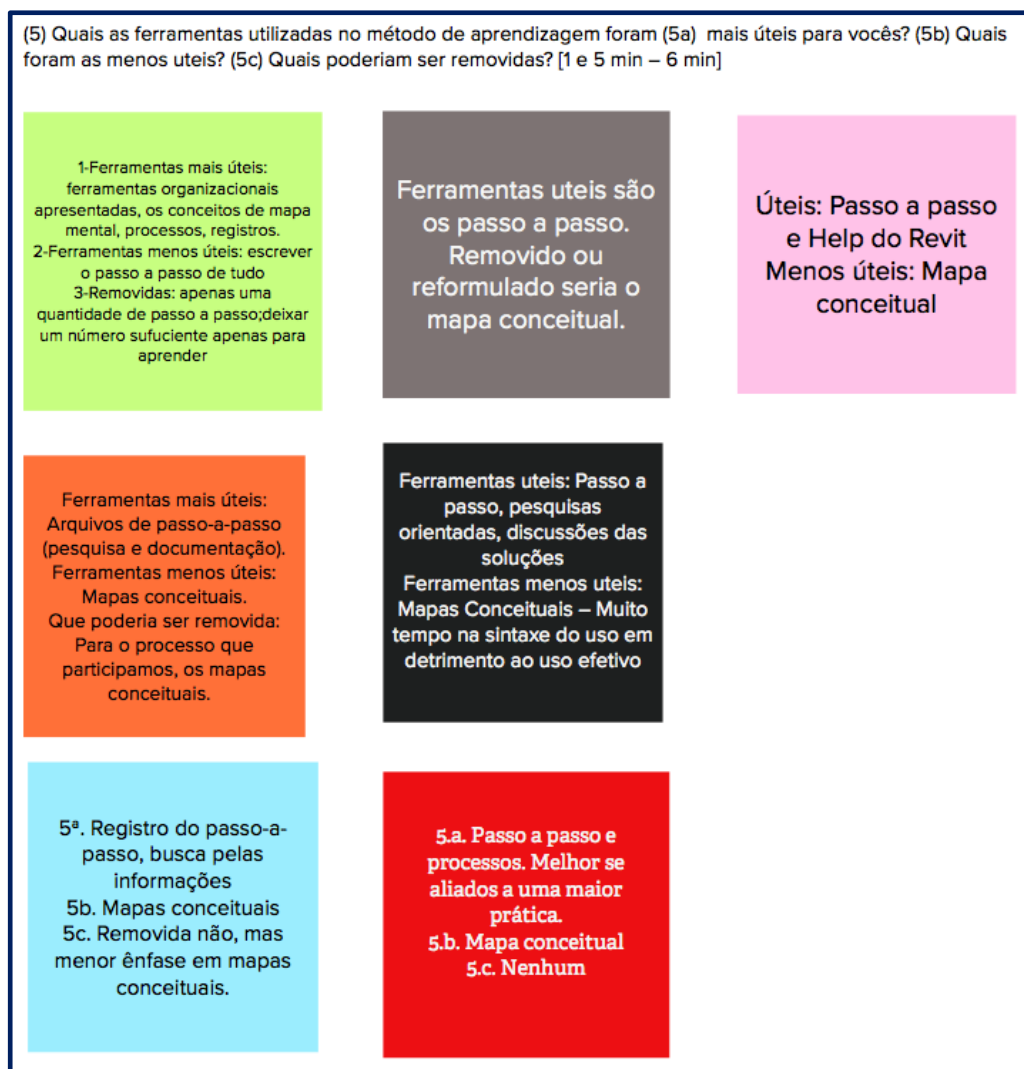 (5) Quais as ferramentas utilizadas no método de aprendizagem foram (5a)  mais úteis para vocês? (5b) Quais
foram as menos uteis? (5c) Quais poderiam ser removidas? [1 e 5 min – 6 min]
1-Ferramentas mais úteis:
ferramentas organizacionais
apresentadas, os conceitos de mapa
mental, processos, registros.
2-Ferramentas menos úteis: escrever
o passo a passo de tudo
3-Removidas: apenas uma
quantidade de passo a passo;deixar
um número sufuciente apenas para
aprender
Ferramentas uteis são
os passo a passo.
Removido ou
reformulado seria o
mapa conceitual.
Úteis: Passo a passo
e Help do Revit
Menos úteis: Mapa
conceitual
Ferramentas mais úteis:
Arquivos de passo-a-passo
(pesquisa e documentação).
Ferramentas menos úteis:
Mapas conceituais.
Que poderia ser removida:
Para o processo que
participamos, os mapas
conceituais.
Ferramentas uteis: Passo a
passo, pesquisas
orientadas, discussões das
soluções
Ferramentas menos uteis:
Mapas Conceituais – Muito
tempo na sintaxe do uso em
detrimento ao uso efetivo
5ª. Registro do passo-a-
passo, busca pelas
informações
5b. Mapas conceituais
5c. Removida não, mas
menor ênfase em mapas
conceituais.
5.a. Passo a passo e
processos. Melhor se
aliados a uma maior
prática.
5.b. Mapa conceitual
5.c. Nenhum